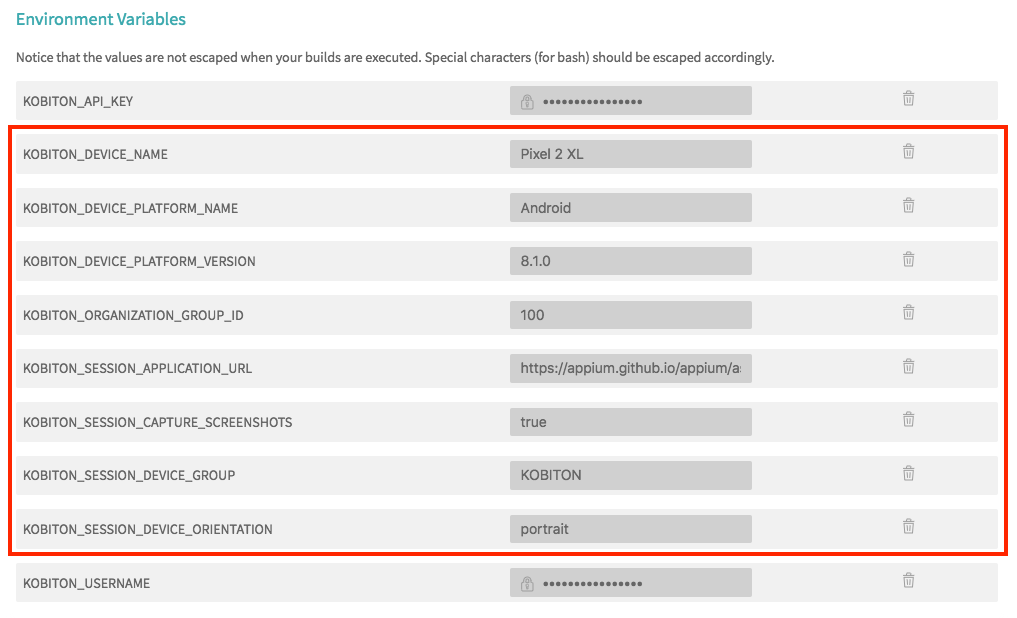 Environment Variables
Notice that the values are not escaped when your builds are executed. Special characters (for bash) should be escaped accordingly.
KOBITON_API_KEY ••••••••••••••••
KOBITON_DEVICE_NAME Pixel 2 XL
KOBITON_DEVICE_PLATFORM_NAME Android
KOBITON_DEVICE_PLATFORM_VERSION 8.1.0
KOBITON_ORGANIZATION_GROUP_ID 100
KOBITON_SESSION_APPLICATION_URL https://appium.github.io/appium/a
KOBITON_SESSION_CAPTURE_SCREENSHOTS true
KOBITON_SESSION_DEVICE_GROUP KOBITON
KOBITON_SESSION_DEVICE_ORIENTATION portrait
KOBITON_USERNAME ••••••••••••••••